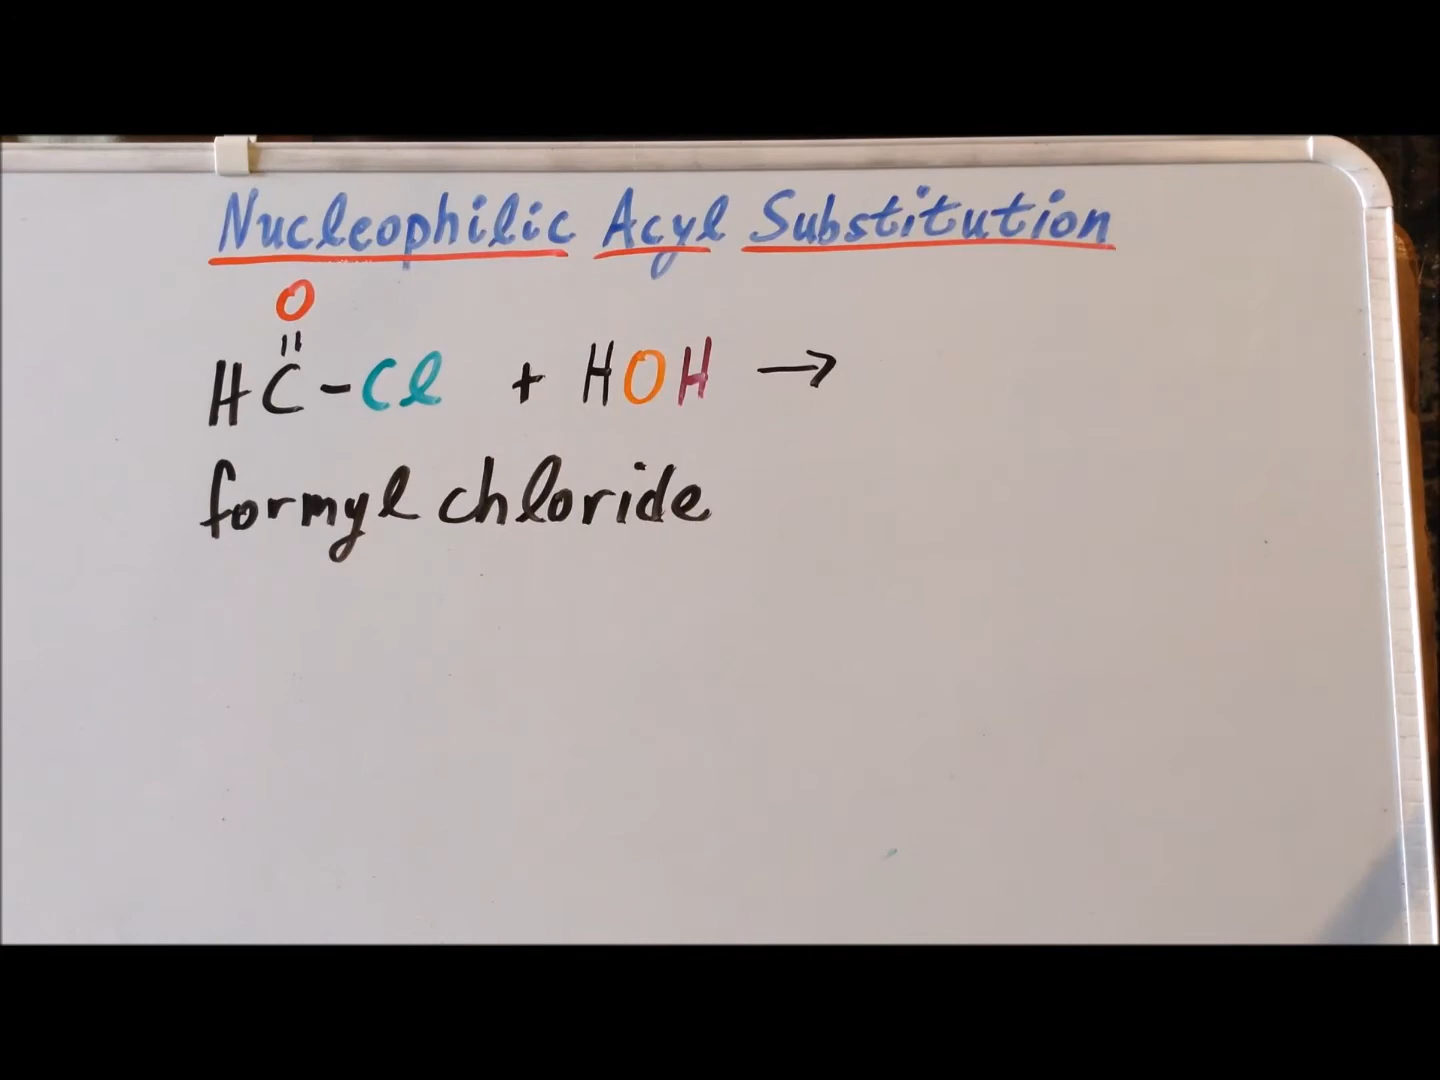 Nucleophilic Acyl Substitution
O
||
HC-Cl + HOH →
formyl chloride